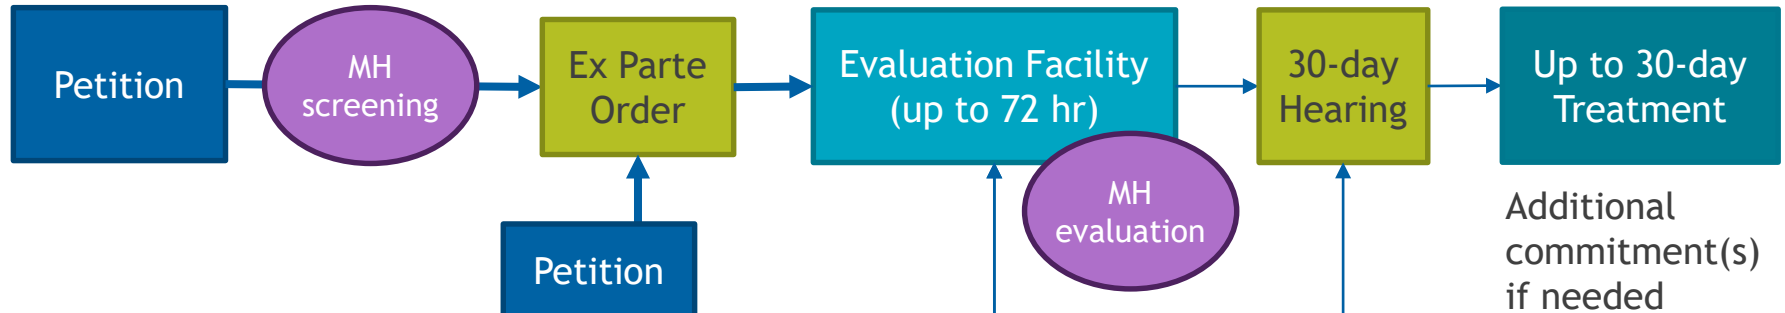 Petition
MH
screening
Ex Parte
Order
Evaluation Facility
(up to 72 hr)
30-day
Hearing
Up to 30-day
Treatment
Petition
MH
evaluation
Additional
commitment(s)
if needed